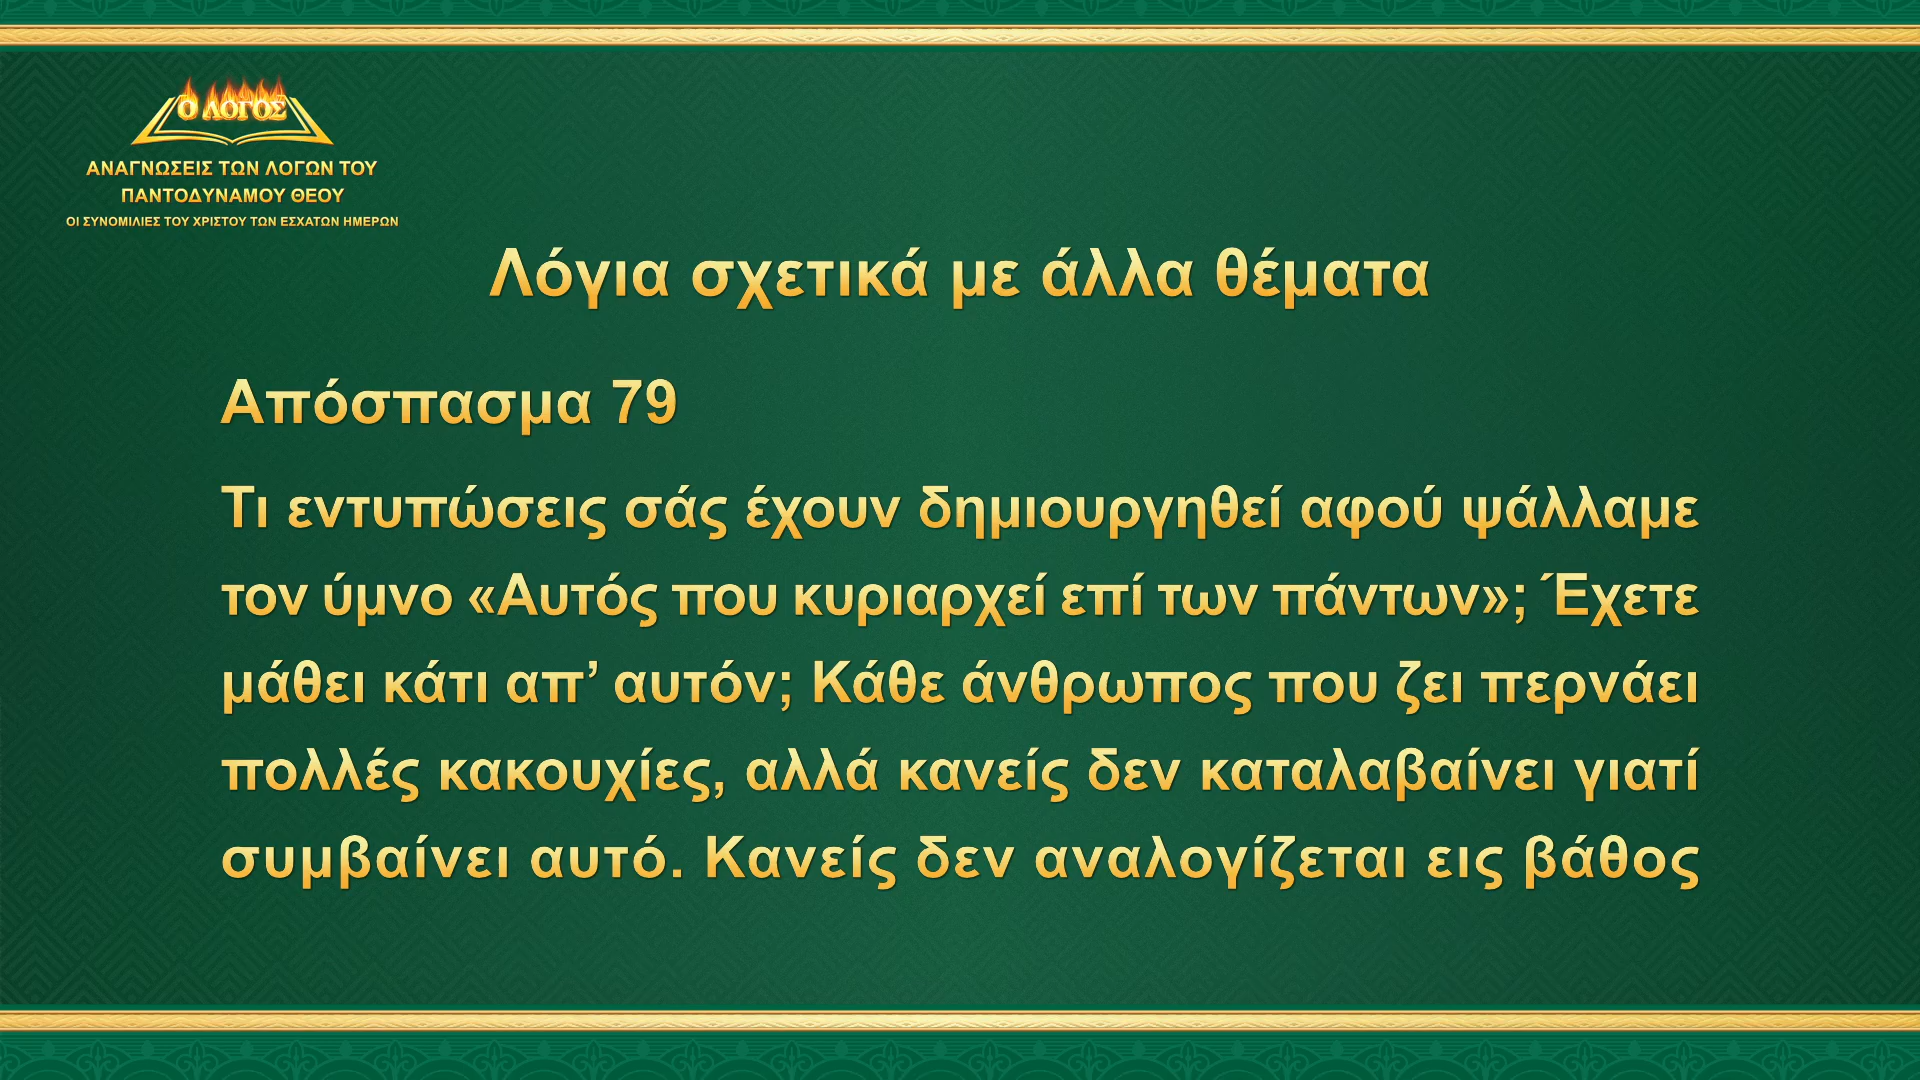 Ο ΛΟΓΟΣ
ΑΝΑΓΝΩΣΕΙΣ ΤΩΝ ΛΟΓΩΝ ΤΟΥ
ΠΑΝΤΟΔΥΝΑΜΟΥ ΘΕΟΥ
ΟΙ ΣΥΝΟΜΙΛΙΕΣ ΤΟΥ ΧΡΙΣΤΟΥ ΤΩΝ ΕΣΧΑΤΩΝ ΗΜΕΡΩΝ
Λόγια σχετικά με άλλα θέματα
Απόσπασμα 79
Τι εντυπώσεις σάς έχουν δημιουργηθεί αφού ψάλλαμε
τον ύμνο «Αυτός που κυριαρχεί επί των πάντων»; Έχετε
μάθει κάτι απ’ αυτόν; Κάθε άνθρωπος που ζει περνάει
πολλές κακουχίες, αλλά κανείς δεν καταλαβαίνει γιατί
συμβαίνει αυτό. Κανείς δεν αναλογίζεται εις βάθος